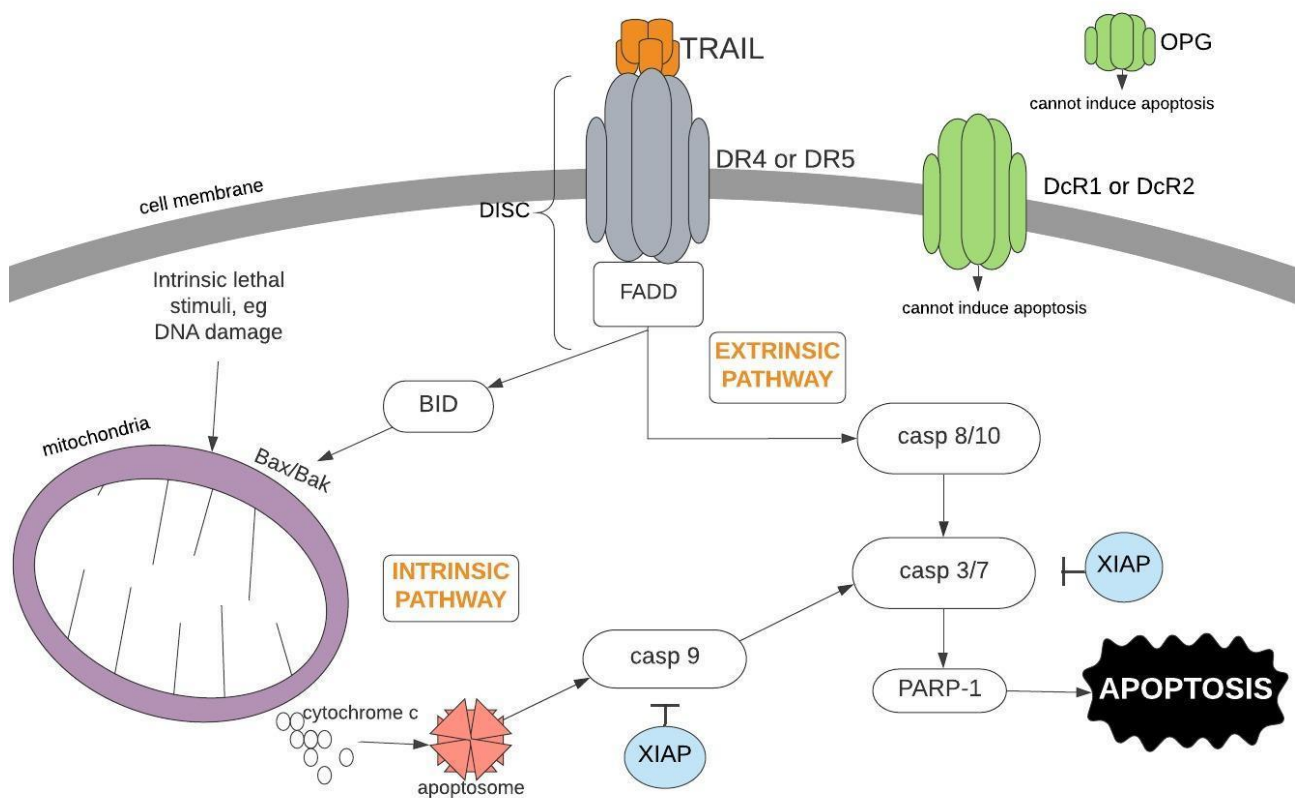 TRAIL
OPG
cannot induce apoptosis
DR4 or DR5
cell membrane
DISC
DcR1 or DcR2
Intrinsic lethal
stimuli, eg
DNA damage
FADD
cannot induce apoptosis
EXTRINSIC
PATHWAY
BID
casp 8/10
mitochondria
Bax/Bak
INTRINSIC
PATHWAY
casp 3/7
XIAP
casp 9
PARP-1
APOPTOSIS
cytochrome c
XIAP
apoptosome